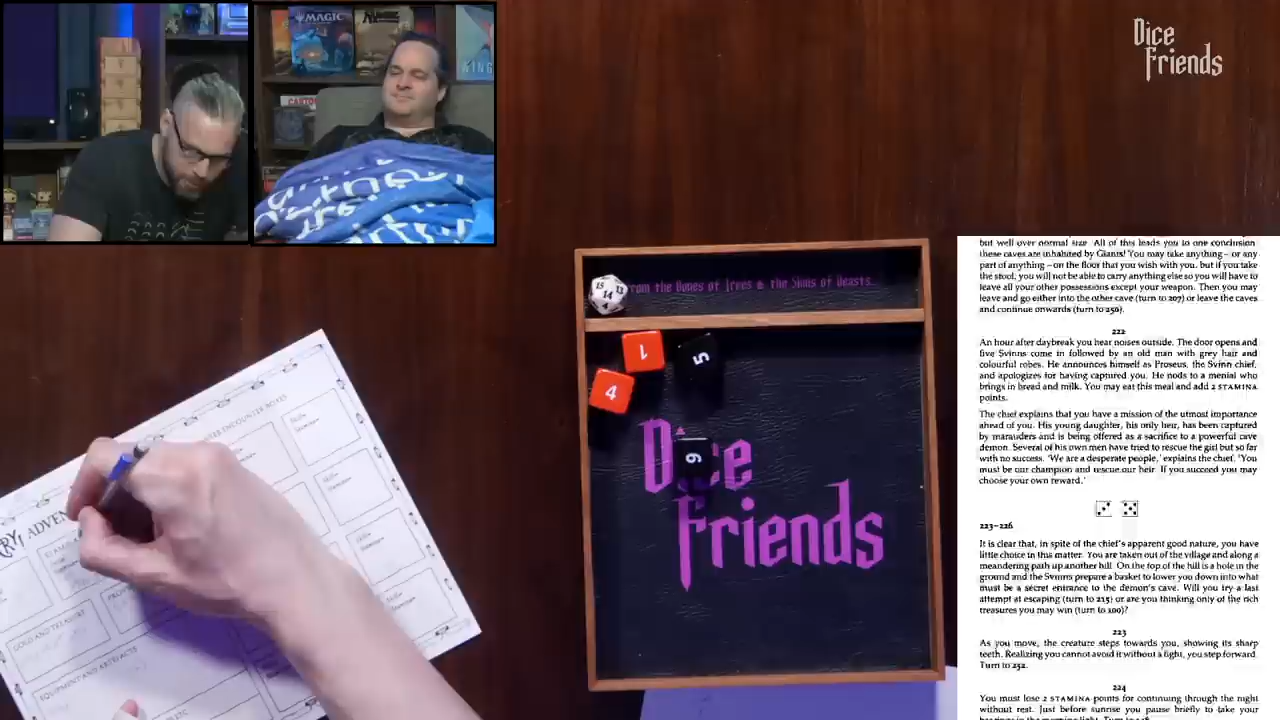 MAGIC
KING
Dice
Friends
from the Bones of Trees & the Skins of Beasts...
15
14
1
4
5
6
Dice
Friends
ENCOUNTER BOXES
Skill=
Stamina=
Skill=
Stamina=
Skill=
Stamina=
GOLD AND TREASURE
EQUIPMENT AND ARTEFACTS
but well over normal size. All of this leads you to one conclusion:
these caves are inhabited by Giants! You may take anything – or any
part of anything – on the floor that you wish with you, but if you take
the stool, you will not be able to carry anything else so you will have to
leave all your other possessions except your weapon. Then you may
leave and go either into the other cave (turn to 207) or leave the caves
and continue onwards (turn to 250).
222
An hour after daybreak you hear noises outside. The door opens and
five Svinns come in followed by an old man with grey hair and
colourful robes. He announces himself as Proseus, the Svinn chief,
and apologizes for having captured you. He nods to a menial who
brings in bread and milk. You may eat this meal and add 2 STAMINA
points.
The chief explains that you have a mission of the utmost importance
ahead of you. His young daughter, his only heir, has been captured
by marauders and is being offered as a sacrifice to a powerful cave
demon. Several of his own men have tried to rescue the girl but so far
with no success. 'We are a desperate people,' explains the chief. 'You
must be our champion and rescue our heir. If you succeed you may
choose your own reward.'
223–226
It is clear that, in spite of the chief's apparent good nature, you have
little choice in this matter. You are taken out of the village and along a
meandering path up another hill. On the top of the hill is a hole in the
ground and the Svinns prepare a basket to lower you down into what
must be a secret entrance to the demon's cave. Will you try a last
attempt at escaping (turn to 215) or are you thinking only of the rich
treasures you may win (turn to 200)?
223
As you move, the creature steps towards you, showing its sharp
teeth. Realizing you cannot avoid it without a fight, you step forward.
Turn to 232.
224
You must lose 2 STAMINA points for continuing through the night
without rest. Just before sunrise you pause briefly to take your